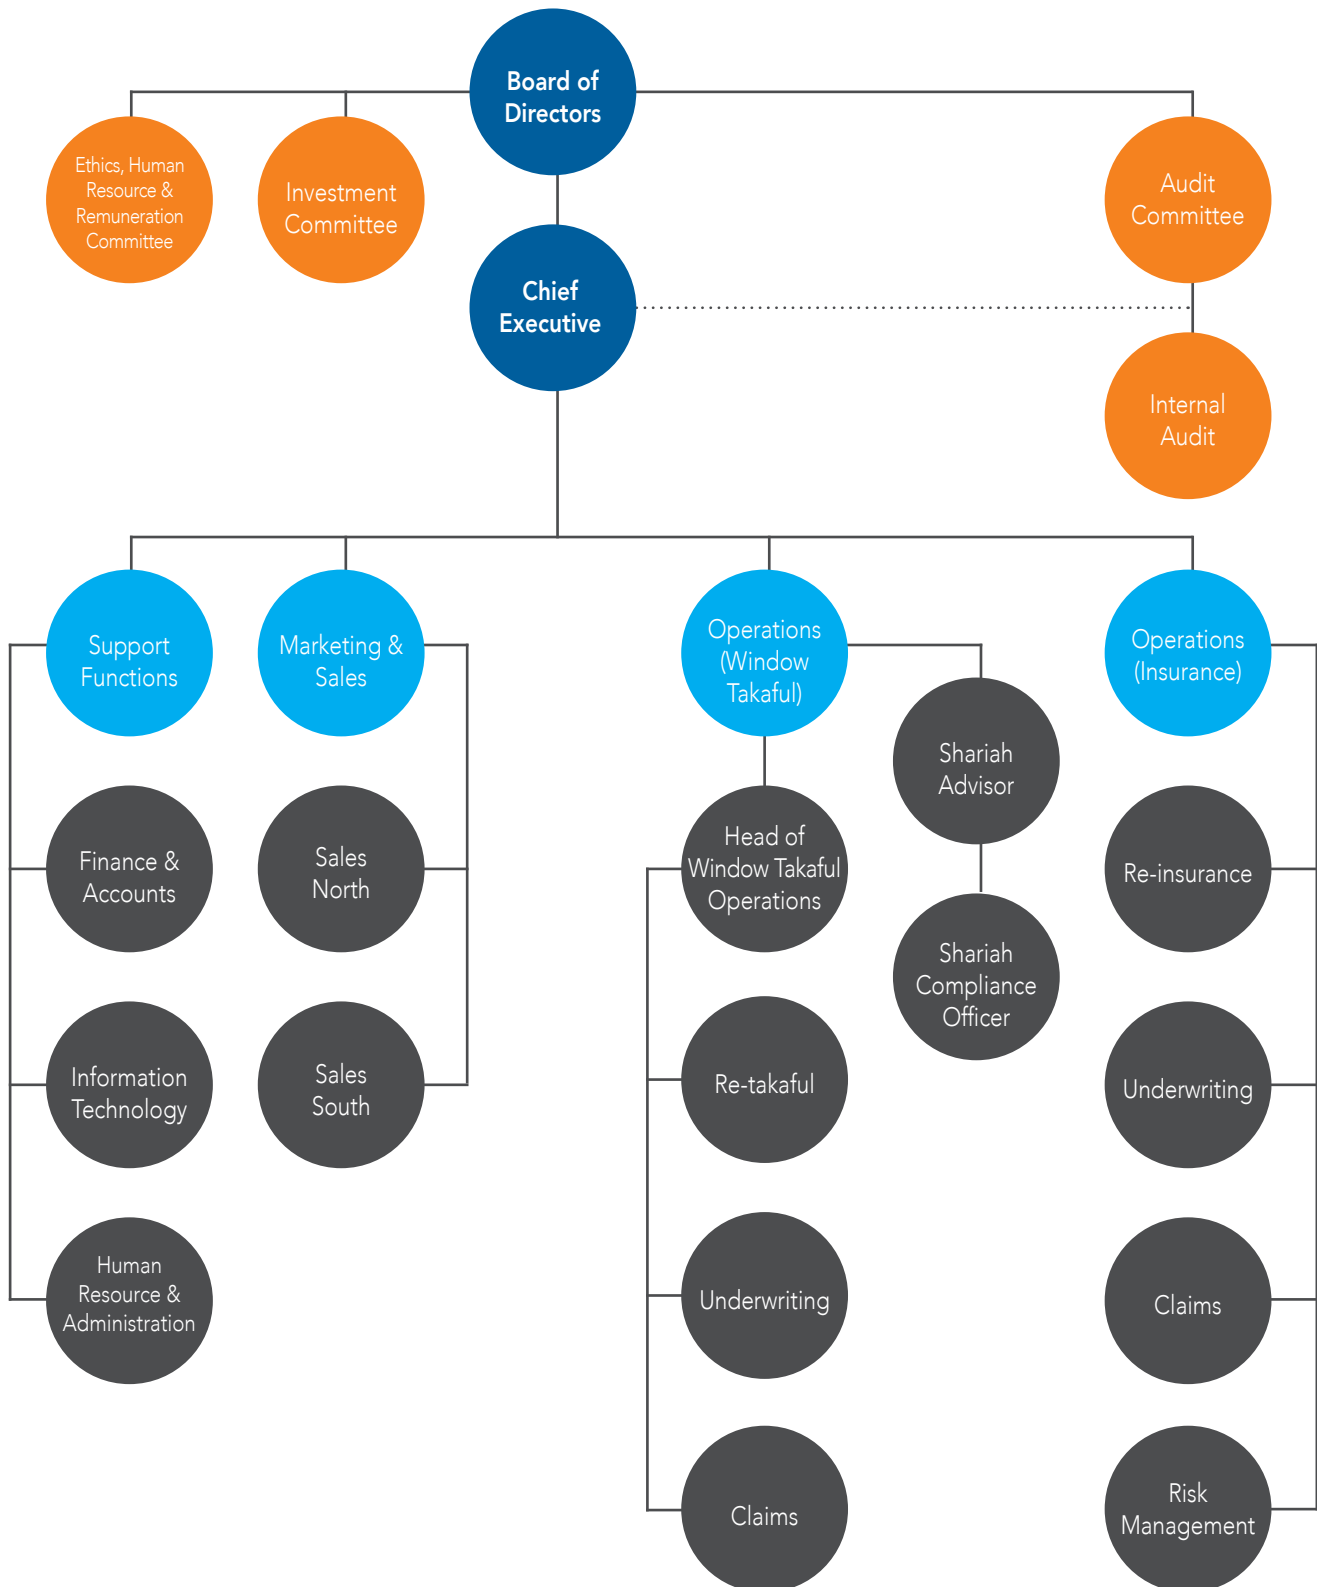 Board of
Directors
Ethics, Human
Resource &
Remuneration
Committee
Investment
Committee
Audit
Committee
Chief
Executive
Internal
Audit
Support
Functions
Marketing &
Sales
Operations
(Window
Takaful)
Operations
(Insurance)
Shariah
Advisor
Finance &
Accounts
Sales
North
Head of
Window Takaful
Operations
Re-insurance
Shariah
Compliance
Officer
Information
Technology
Sales
South
Re-takaful
Underwriting
Human
Resource &
Administration
Underwriting
Claims
Claims
Risk
Management